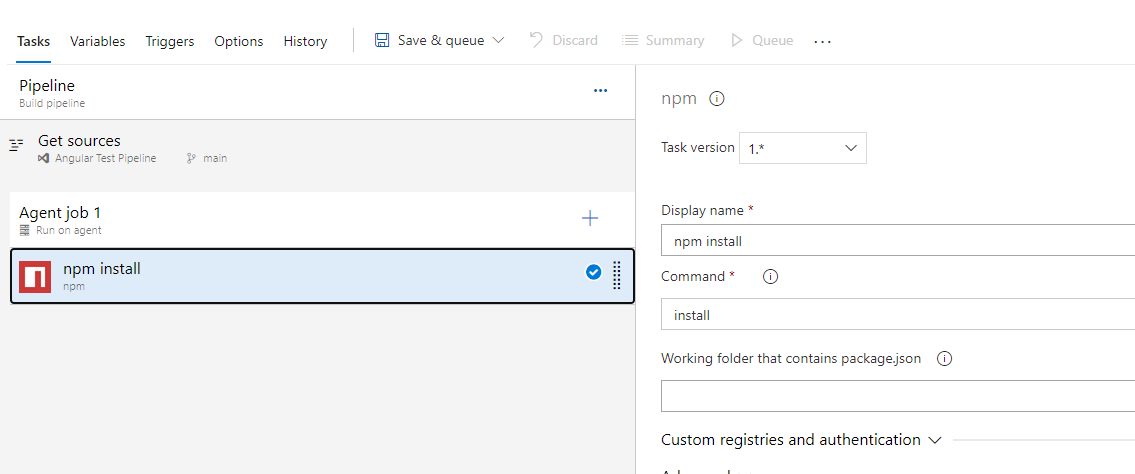 Tasks Variables Triggers Options History Save & queue Discard Summary Queue ...
Pipeline
Build pipeline
Get sources
Angular Test Pipeline main
Agent job 1
Run on agent
npm install
npm
npm
Task version 1.*
Display name *
npm install
Command *
install
Working folder that contains package.json
Custom registries and authentication